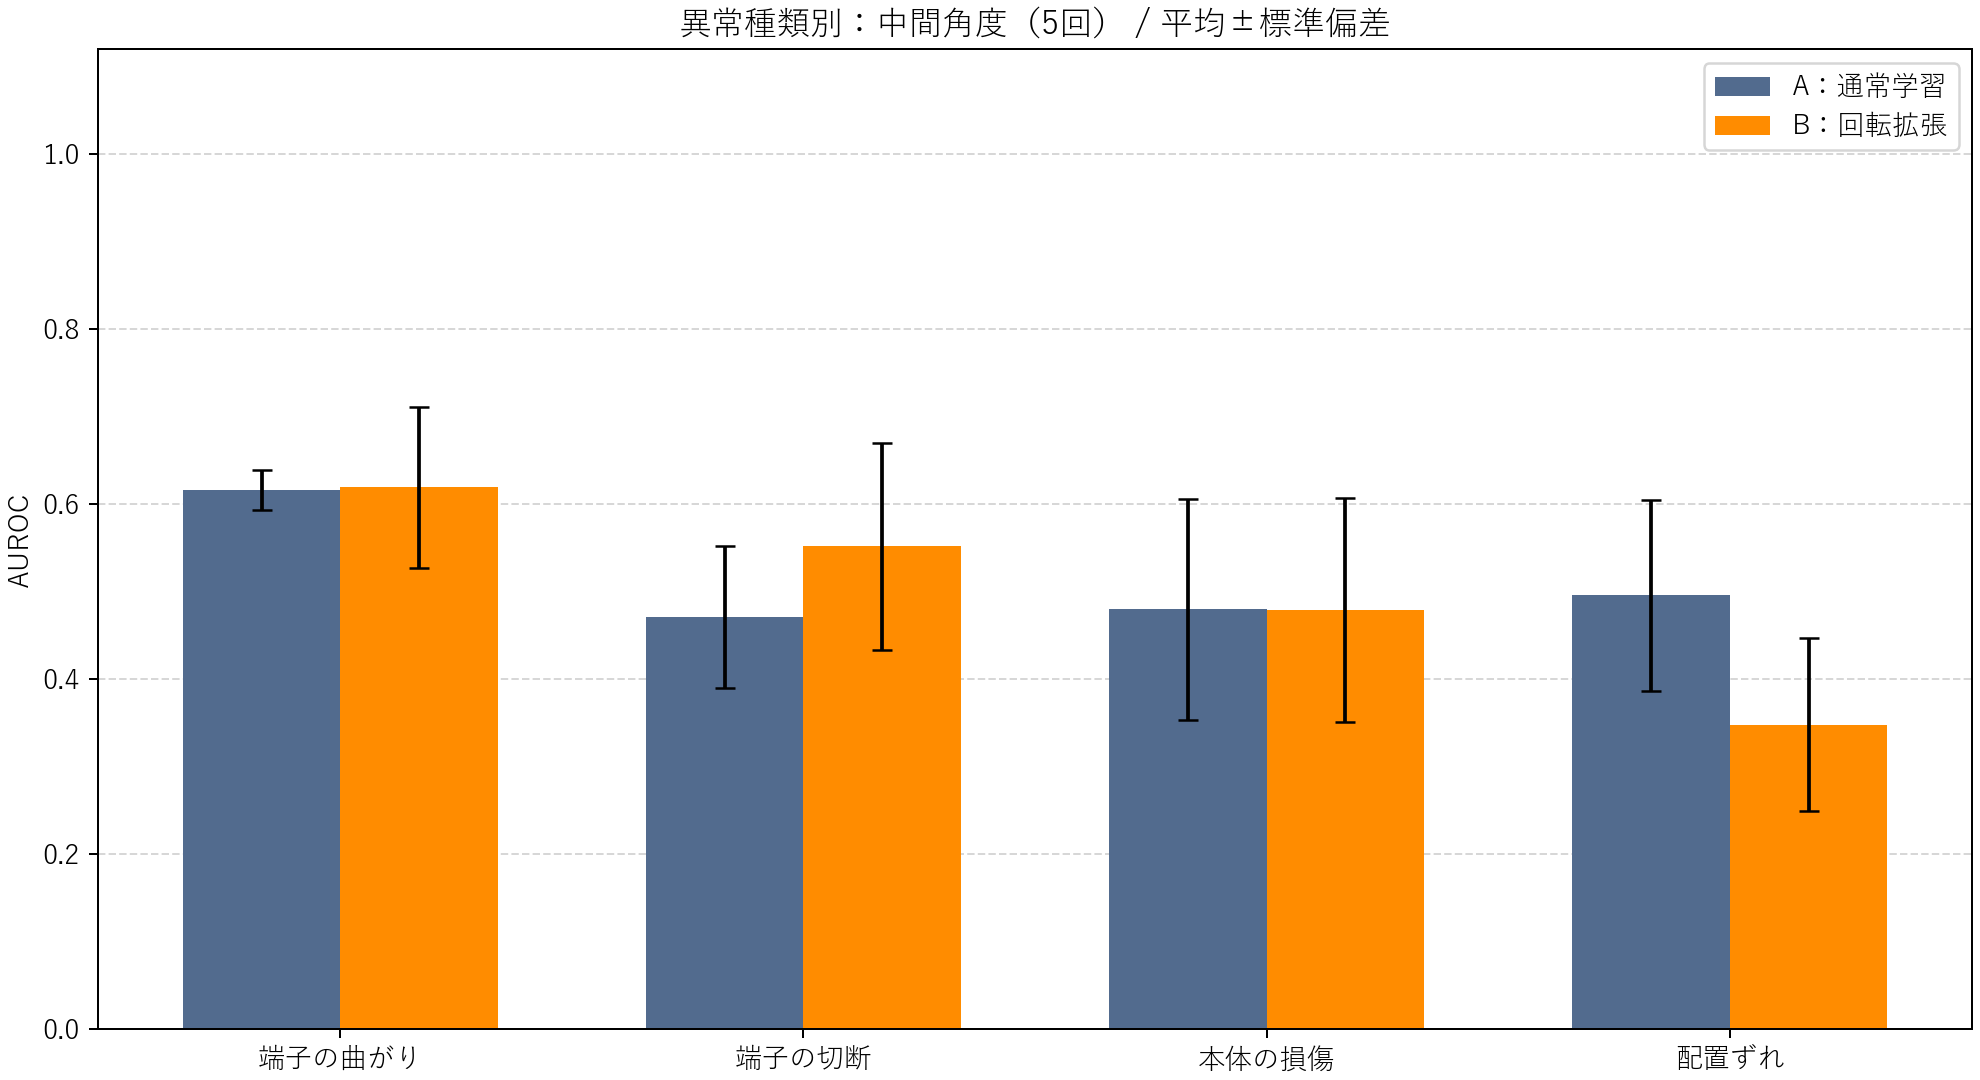 異常種類別：中間角度（5回） / 平均±標準偏差
A：通常学習
B：回転拡張
AUROC
1.0
0.8
0.6
0.4
0.2
0.0
端子の曲がり
端子の切断
本体の損傷
配置ずれ